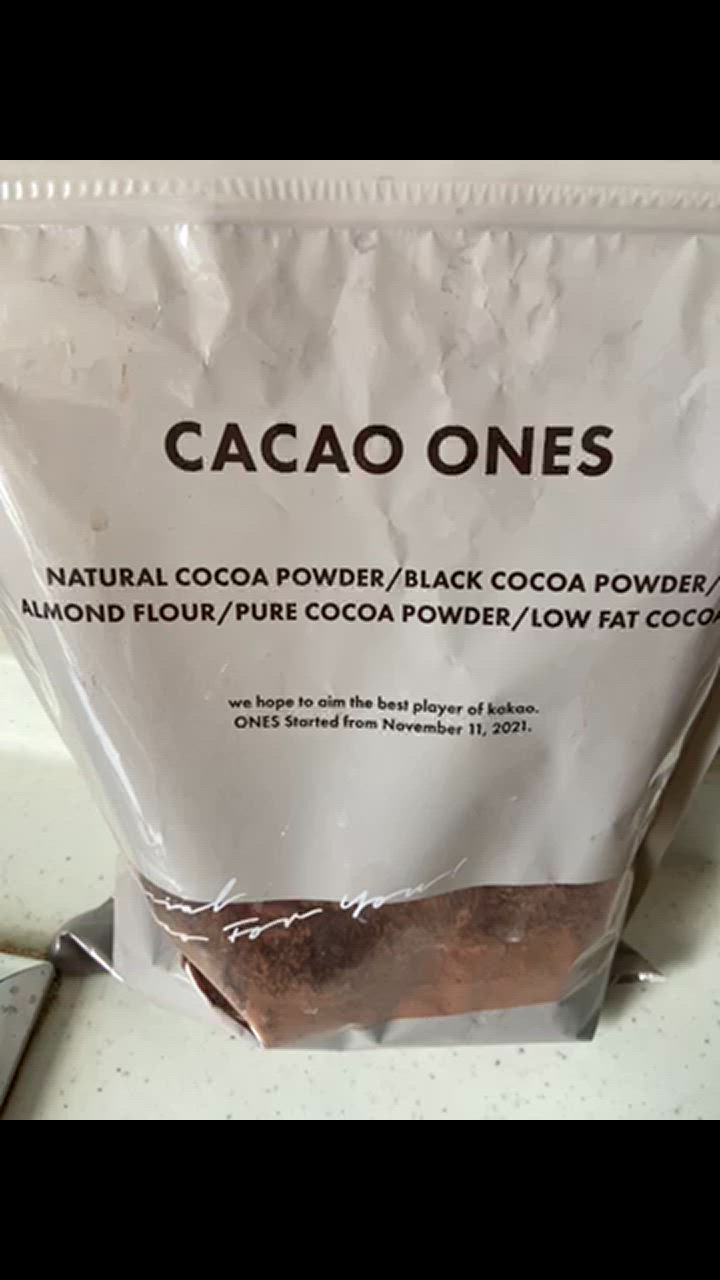 CACAO ONES
NATURAL COCOA POWDER/BLACK COCOA POWDER/
ALMOND FLOUR/PURE COCOA POWDER/LOW FAT COCOA
we hope to aim the best player of kakao.
ONES Started from November 11, 2021.
For You!